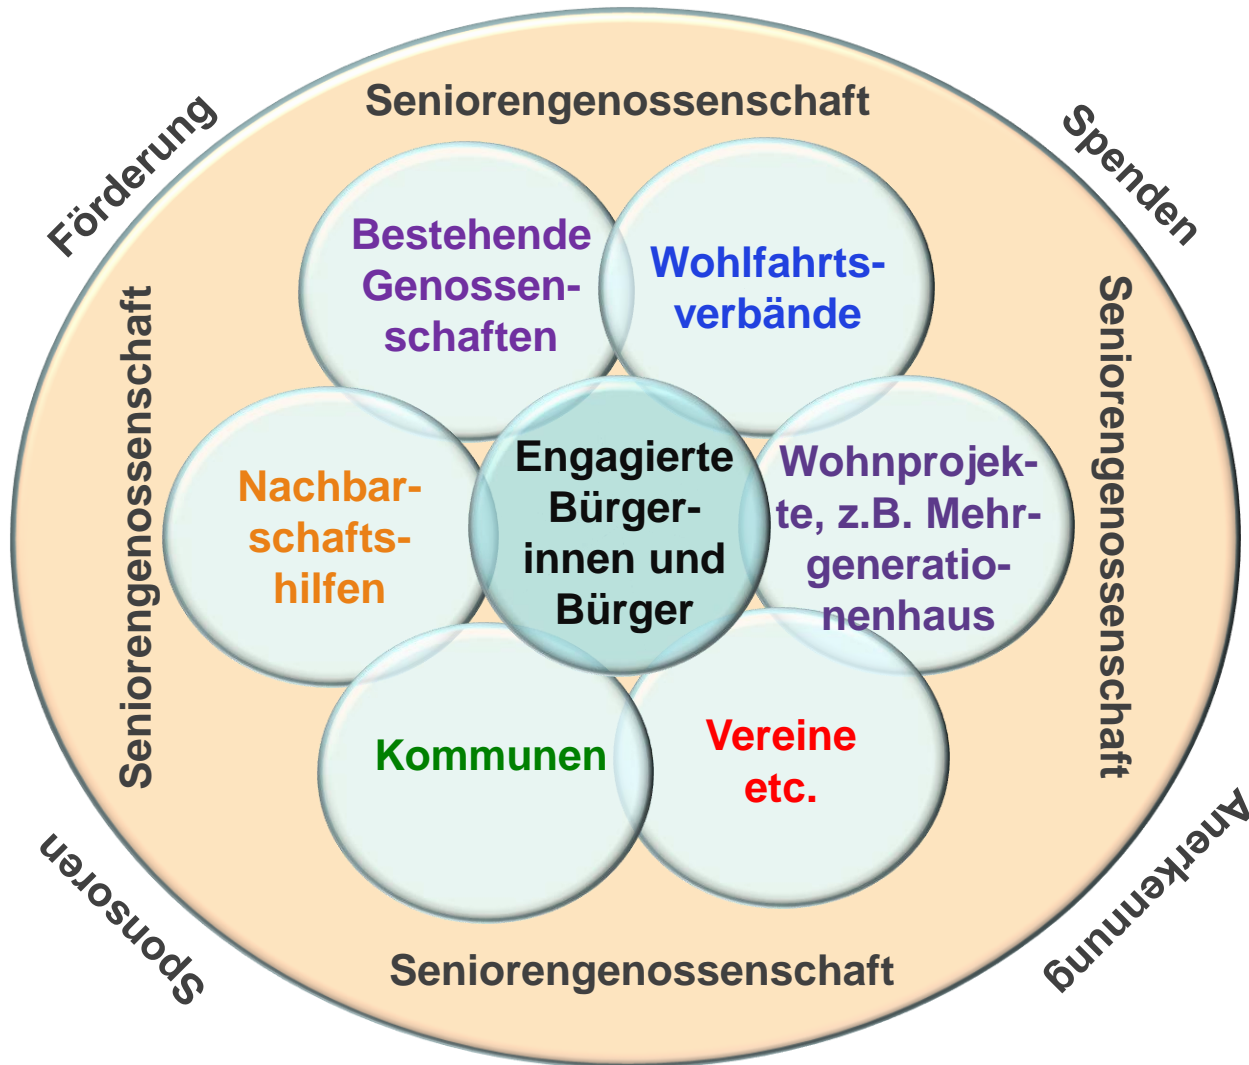 Seniorengenossenschaft
Förderung
Spenden
Bestehende
Genossen-
schaften
Wohlfahrts-
verbände
Seniorengenossenschaft
Seniorengenossenschaft
Nachbar-
schafts-
hilfen
Engagierte
Bürger-
innen und
Bürger
Wohnprojek-
te, z.B. Mehr-
generatio-
nenhaus
Kommunen
Vereine
etc.
Sponsoren
Anerkennung
Seniorengenossenschaft